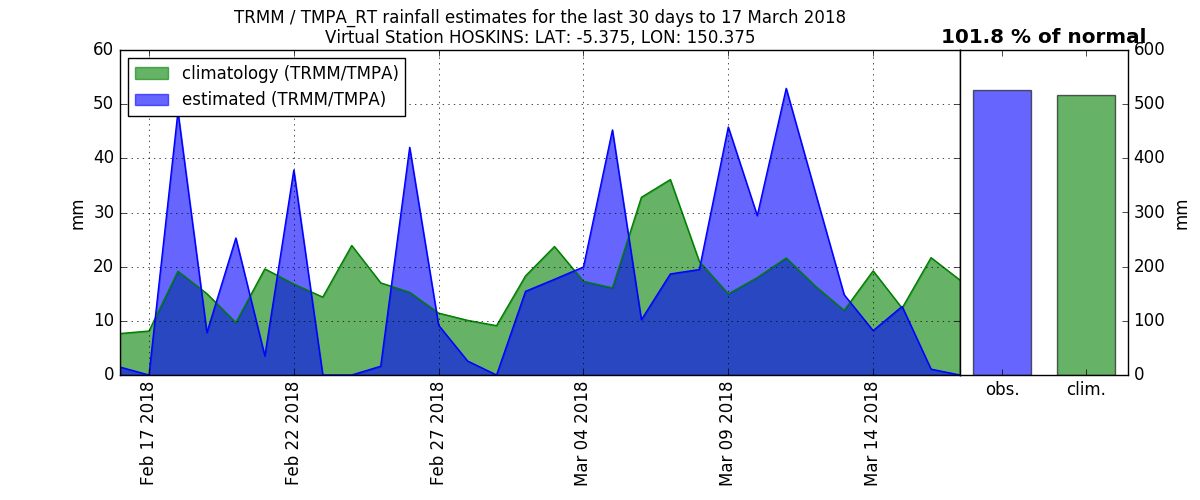 TRMM / TMPA_RT rainfall estimates for the last 30 days to 17 March 2018
Virtual Station HOSKINS: LAT: -5.375, LON: 150.375
101.8 % of normal
climatology (TRMM/TMPA)
estimated (TRMM/TMPA)
60
50
40
30
20
10
0
mm
Feb 17 2018
Feb 22 2018
Feb 27 2018
Mar 04 2018
Mar 09 2018
Mar 14 2018
600
500
400
300
200
100
0
mm
obs.
clim.